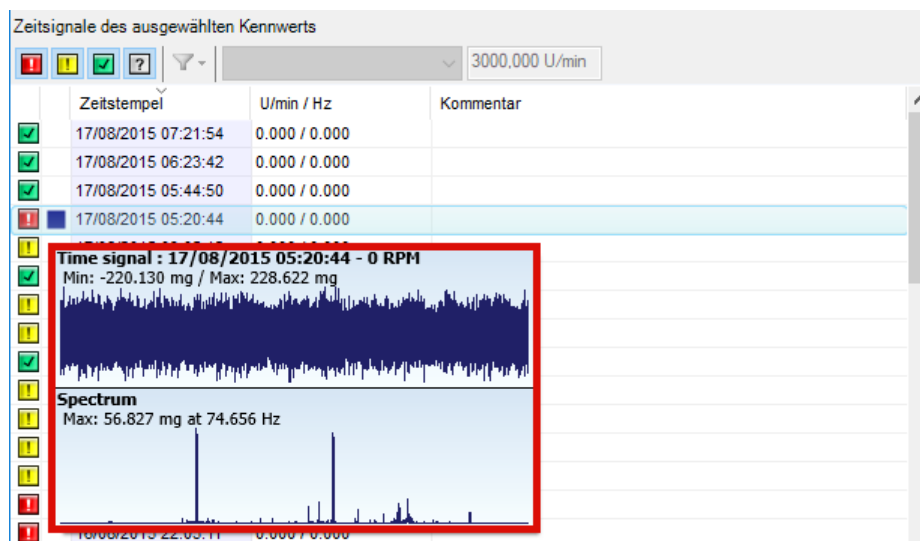 Zeitsignale des ausgewählten Kennwerts
3000,000 U/min
Zeitstempel U/min / Hz Kommentar
17/08/2015 07:21:54 0.000 / 0.000
17/08/2015 06:23:42 0.000 / 0.000
17/08/2015 05:44:50 0.000 / 0.000
17/08/2015 05:20:44 0.000 / 0.000
Time signal : 17/08/2015 05:20:44 - 0 RPM
Min: -220.130 mg / Max: 228.622 mg
Spectrum
Max: 56.827 mg at 74.656 Hz